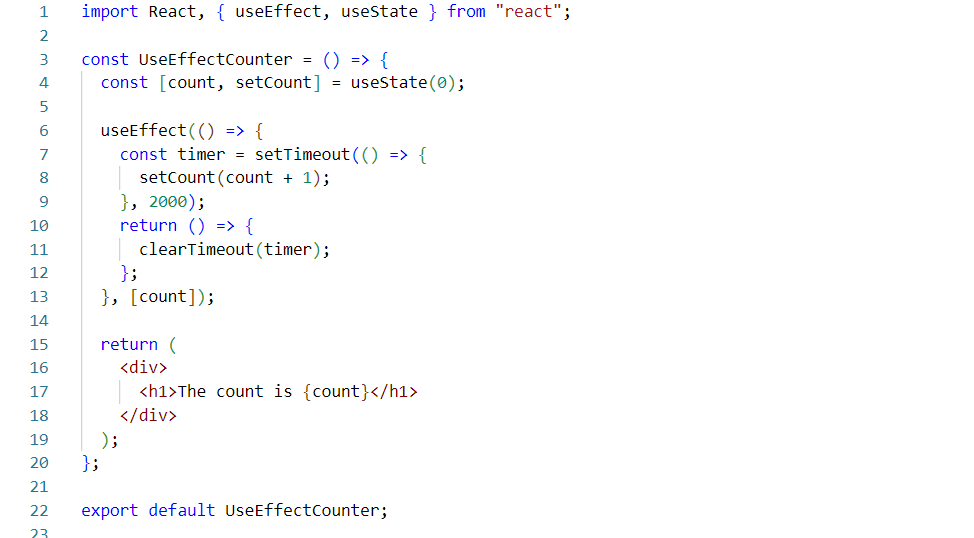 1 import React, { useEffect, useState } from "react";
2
3 const UseEffectCounter = () => {
4   const [count, setCount] = useState(0);
5
6   useEffect(() => {
7     const timer = setTimeout(() => {
8       setCount(count + 1);
9     }, 2000);
10     return () => {
11       clearTimeout(timer);
12     };
13   }, [count]);
14
15   return (
16     <div>
17       <h1>The count is {count}</h1>
18     </div>
19   );
20 };
21
22 export default UseEffectCounter;
23